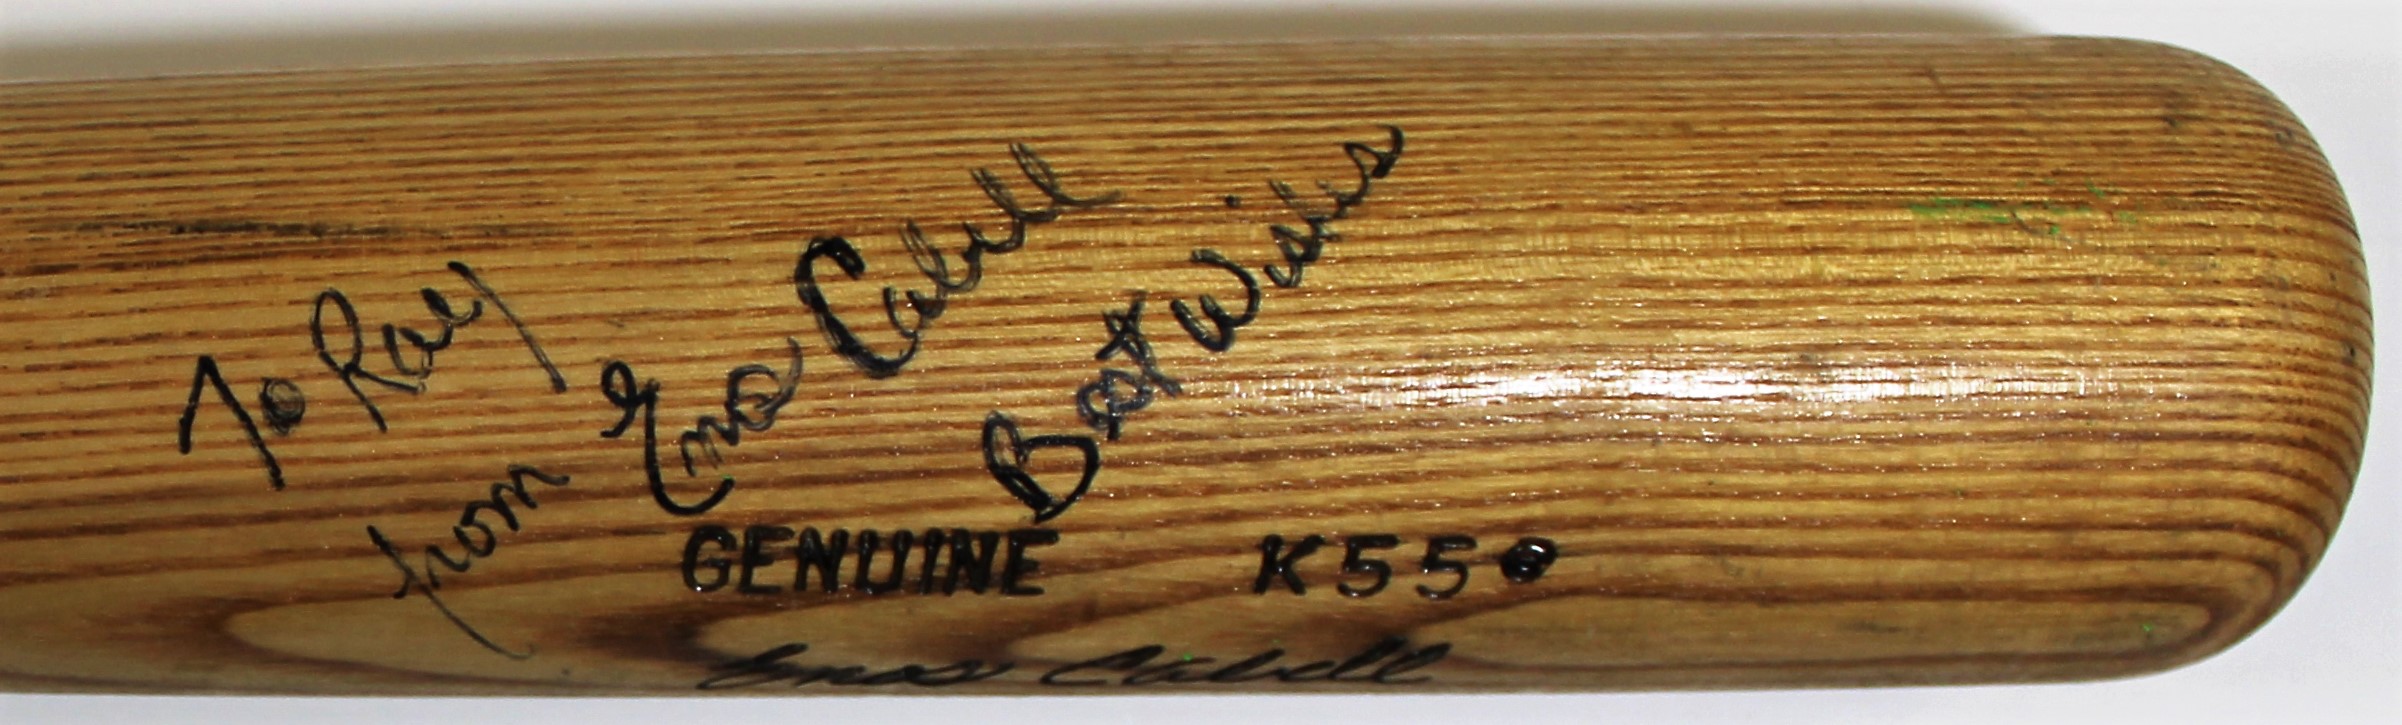 To Ray
from Enos Cabell
Best Wishes
GENUINE K55
Enos Cabell